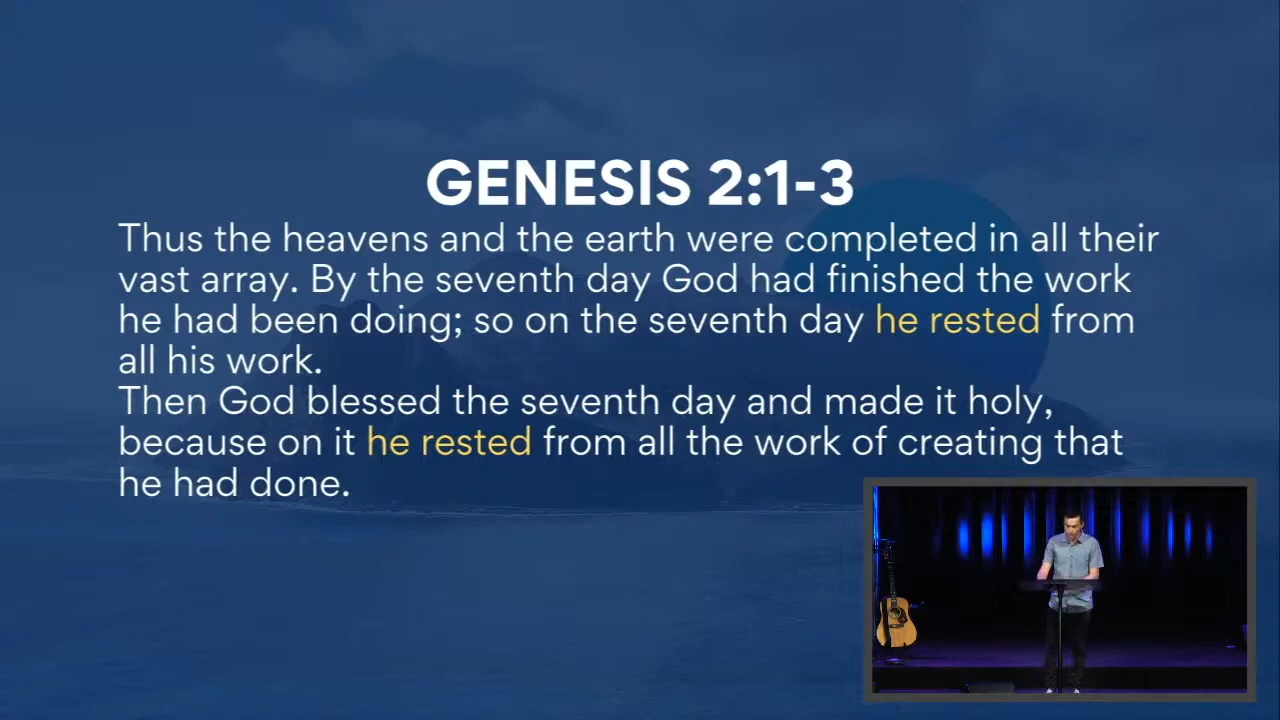 GENESIS 2:1-3
Thus the heavens and the earth were completed in all their
vast array. By the seventh day God had finished the work
he had been doing; so on the seventh day he rested from
all his work.
Then God blessed the seventh day and made it holy,
because on it he rested from all the work of creating that
he had done.